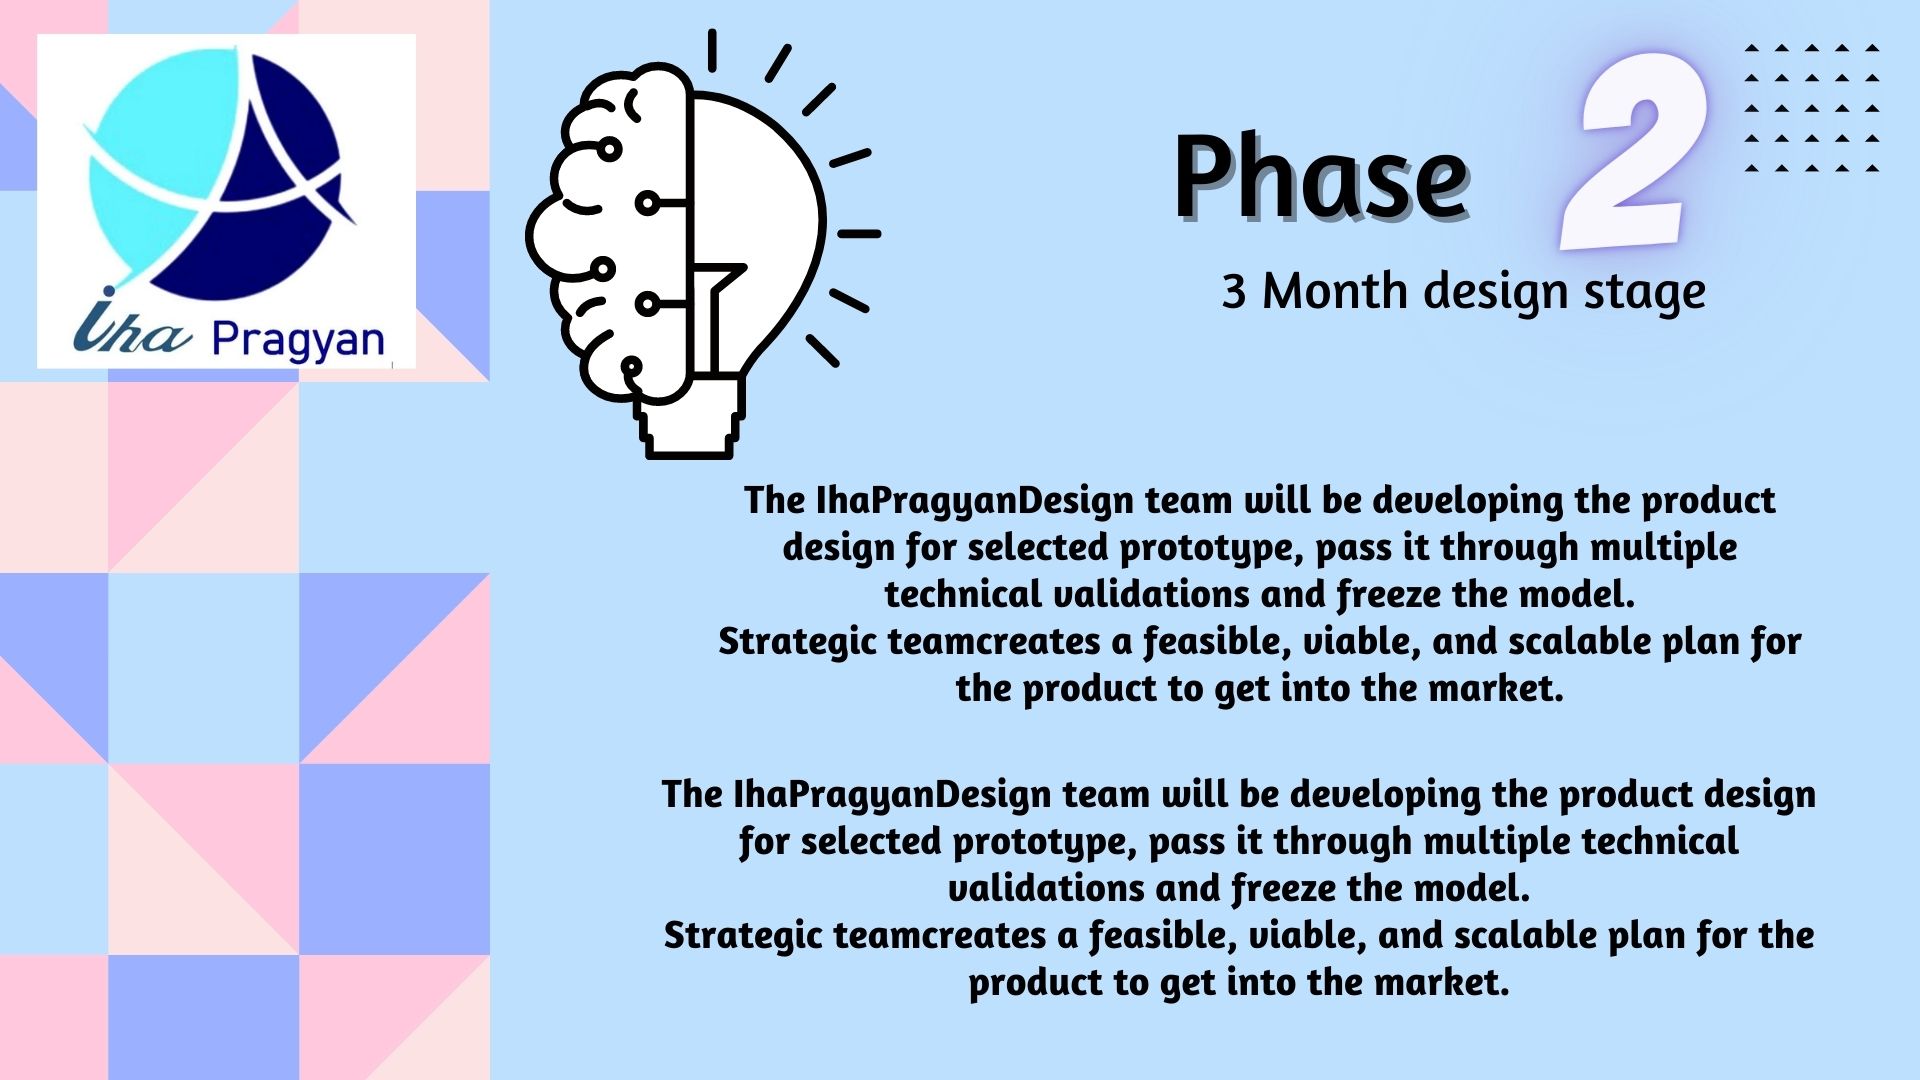 iha Pragyan
Phase 2
3 Month design stage
The IhaPragyanDesign team will be developing the product
design for selected prototype, pass it through multiple
technical validations and freeze the model.
Strategic teamcreates a feasible, viable, and scalable plan for
the product to get into the market.
The IhaPragyanDesign team will be developing the product design
for selected prototype, pass it through multiple technical
validations and freeze the model.
Strategic teamcreates a feasible, viable, and scalable plan for the
product to get into the market.